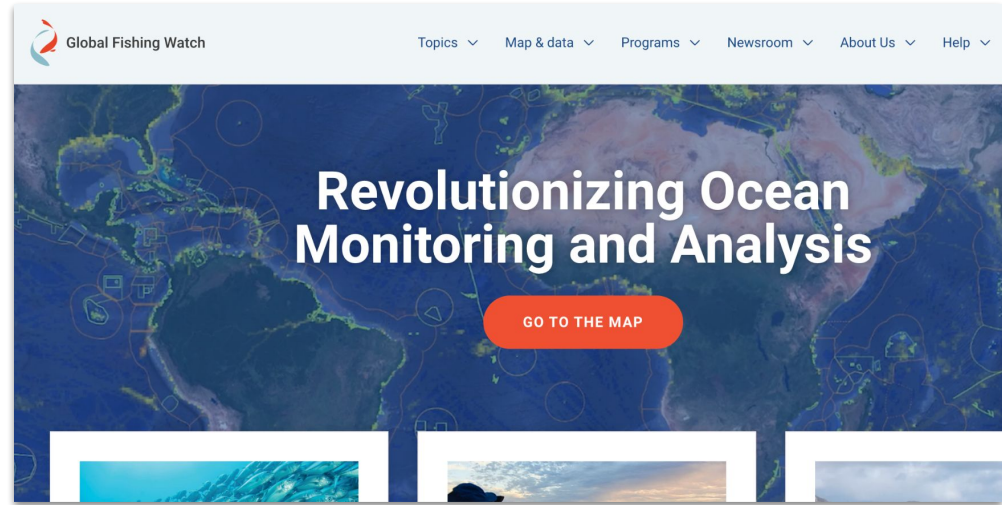 Global Fishing Watch
Topics
Map & data
Programs
Newsroom
About Us
Help
Revolutionizing Ocean
Monitoring and Analysis
GO TO THE MAP